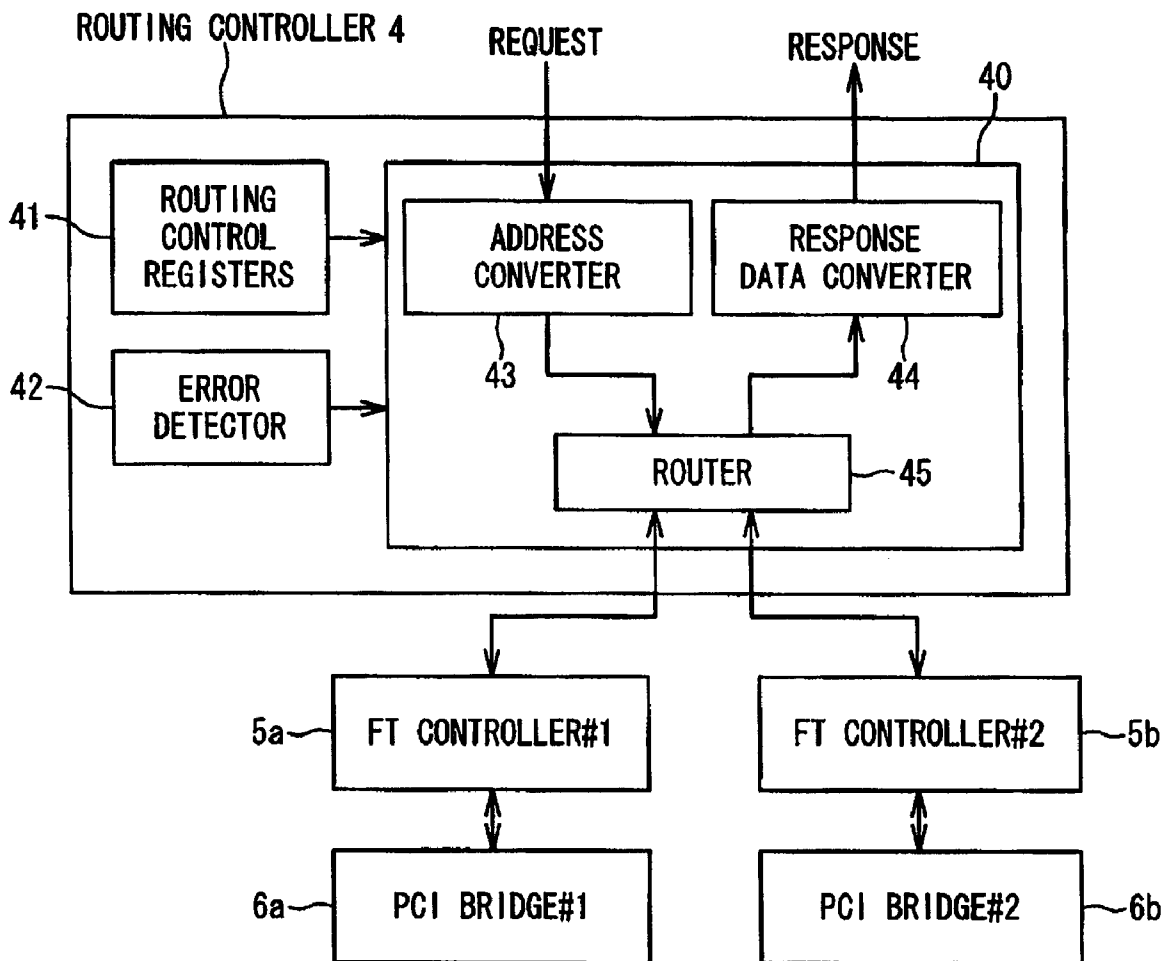 ROUTING CONTROLLER 4
REQUEST
RESPONSE
40
41
ROUTING
CONTROL
REGISTERS
ADDRESS
CONVERTER
RESPONSE
DATA CONVERTER
43
44
42
ERROR
DETECTOR
ROUTER
45
5a
FT CONTROLLER#1
FT CONTROLLER#2
5b
6a
PCI BRIDGE#1
PCI BRIDGE#2
6b